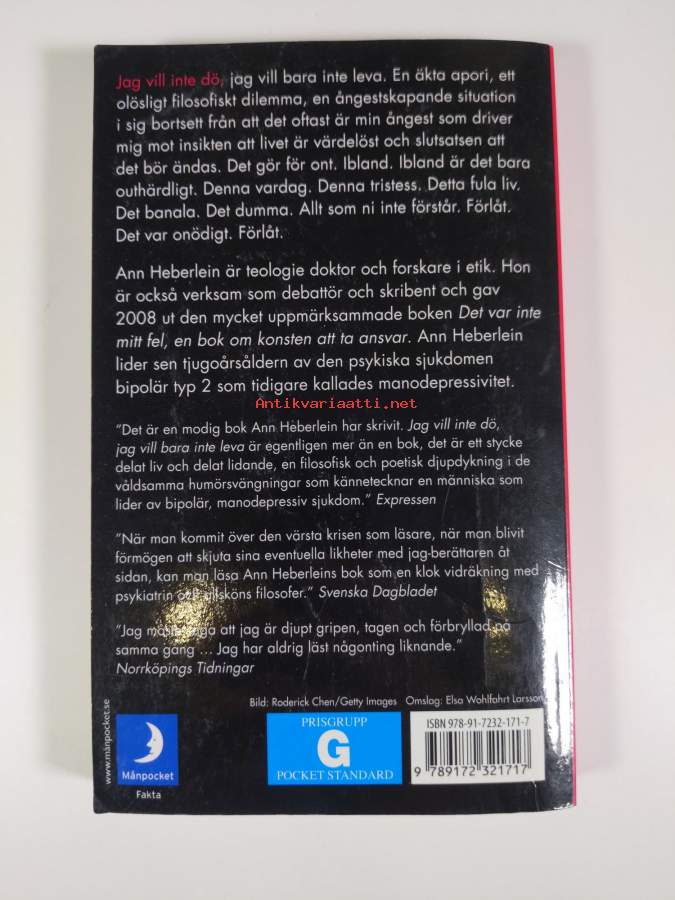 Jag vill inte dö, jag vill bara inte leva. En äkta apori, ett
olösligt filosofiskt dilemma, en ångestskapande situation
i sig bortsett från att det oftast är min ångest som driver
mig mot insikten att livet är värdelöst och slutsatsen att
det bör ändas. Det gör för ont. Ibland. Ibland är det bara
outhärdligt. Denna vardag. Denna tristess. Detta fula liv.
Det banala. Det dumma. Allt som ni inte förstår. Förlåt.
Det var onödigt. Förlåt.
Ann Heberlein är teologie doktor och forskare i etik. Hon
är också verksam som debattör och skribent och gav
2008 ut den mycket uppmärksammade boken Det var inte
mitt fel, en bok om konsten att ta ansvar. Ann Heberlein
lider sen tjugoårsåldern av den psykiska sjukdomen
bipolär typ 2 som tidigare kallades manodepressivitet.
Antikvariaatti.net
"Det är en modig bok Ann Heberlein har skrivit. Jag vill inte dö,
jag vill bara inte leva är egentligen mer än en bok, det är ett stycke
delat liv och delat lidande, en filosofisk och poetisk djupdykning i de
våldsamma humörsvängningar som kännetecknar en människa som
lider av bipolär, manodepressiv sjukdom." Expressen
"När man kommit över den värsta krisen som läsare, när man blivit
förmögen att skjuta sina eventuella likheter med jag-berättaren åt
sidan, kan man läsa Ann Heberleins bok som en klok vidräkning med
psykiatrin och allsköns filosofer." Svenska Dagbladet
"Jag måste säga att jag är djupt gripen, tagen och förbryllad på
samma gång ... Jag har aldrig läst någonting liknande."
Norrköpings Tidningar
Bild: Roderick Chen/Getty Images Omslag: Elsa Wohlfahrt Larsson
www.månpocket.se
Månpocket
Fakta
PRISGRUPP
G
POCKET STANDARD
ISBN 978-91-7232-171-7
9 789172 321717